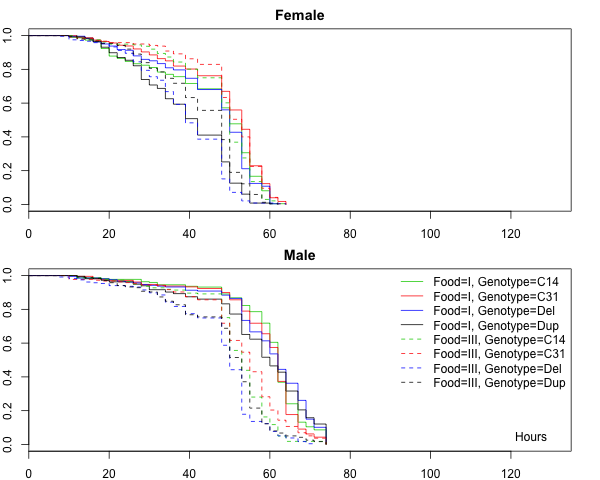 Female
1.0
0.8
0.6
0.4
0.2
0.0
0 20 40 60 80 100 120
Male
1.0
0.8
0.6
0.4
0.2
0.0
Food=I, Genotype=C14
Food=I, Genotype=C31
Food=I, Genotype=Del
Food=I, Genotype=Dup
Food=III, Genotype=C14
Food=III, Genotype=C31
Food=III, Genotype=Del
Food=III, Genotype=Dup
Hours
0 20 40 60 80 100 120